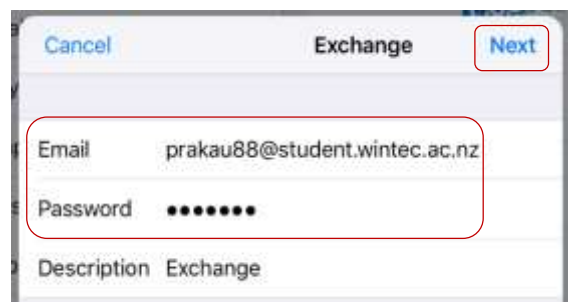 Cancel Exchange Next
Email prakau88@student.wintec.ac.nz
Password •••••••
Description Exchange